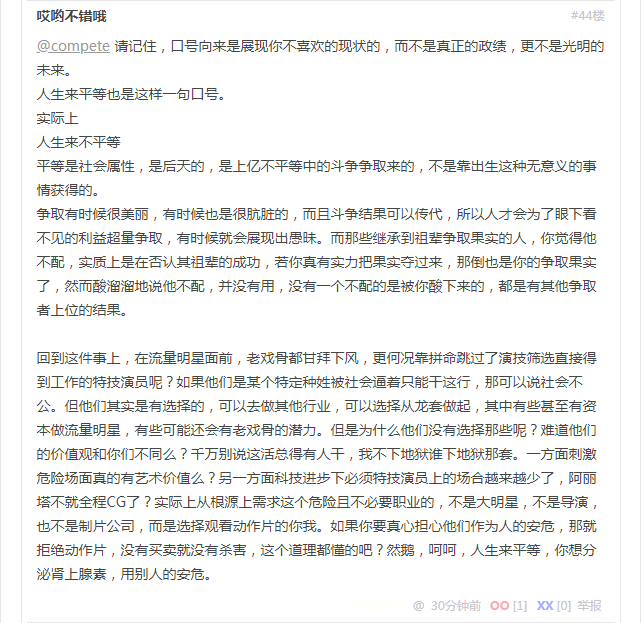 哎哟不错哦
#44楼
@compete 请记住，口号向来是展现你不喜欢的现状的，而不是真正的政绩，更不是光明的
未来。
人生来平等也是这样一句口号。
实际上
人生来不平等
平等是社会属性，是后天的，是上亿不平等中的斗争争取来的，不是靠出生这种无意义的事
情获得的。
争取有时候很美丽，有时候也是很肮脏的，而且斗争结果可以传代，所以人才会为了眼下看
不见的利益超量争取，有时候就会展现出愚昧。而那些继承到祖辈争取果实的人，你觉得他
不配，实质上是在否认其祖辈的成功，若你真有实力把果实夺过来，那倒也是你的争取果实
了，然而酸溜溜地说他不配，并没有用，没有一个不配的是被你酸下来的，都是有其他争取
者上位的结果。
回到这件事上，在流量明星面前，老戏骨都甘拜下风，更何况靠拼命跳过了演技筛选直接得
到工作的特技演员呢？如果他们是某个特定种姓被社会逼着只能干这行，那可以说社会不
公。但他们其实是有选择的，可以去做其他行业，可以选择从龙套做起，其中有些甚至有资
本做流量明星，有些可能还会有老戏骨的潜力。但是为什么他们没有选择那些呢？难道他们
的价值观和你们不同么？千万别说这活总得有人干，我不下地狱谁下地狱那套。一方面刺激
危险场面真的有艺术价值么？另一方面科技进步下必须特技演员上的场合越来越少了，阿丽
塔不就全程CG了？实际上从根源上需求这个危险且不必要职业的，不是大明星，不是导演，
也不是制片公司，而是选择观看动作片的你我。如果你要真心担心他们作为人的安危，那就
拒绝动作片，没有买卖就没有杀害，这个道理都懂的吧？然鹅，呵呵，人生来平等，你想分
泌肾上腺素，用别人的安危。
@ 30分钟前 OO [1] XX [0] 举报